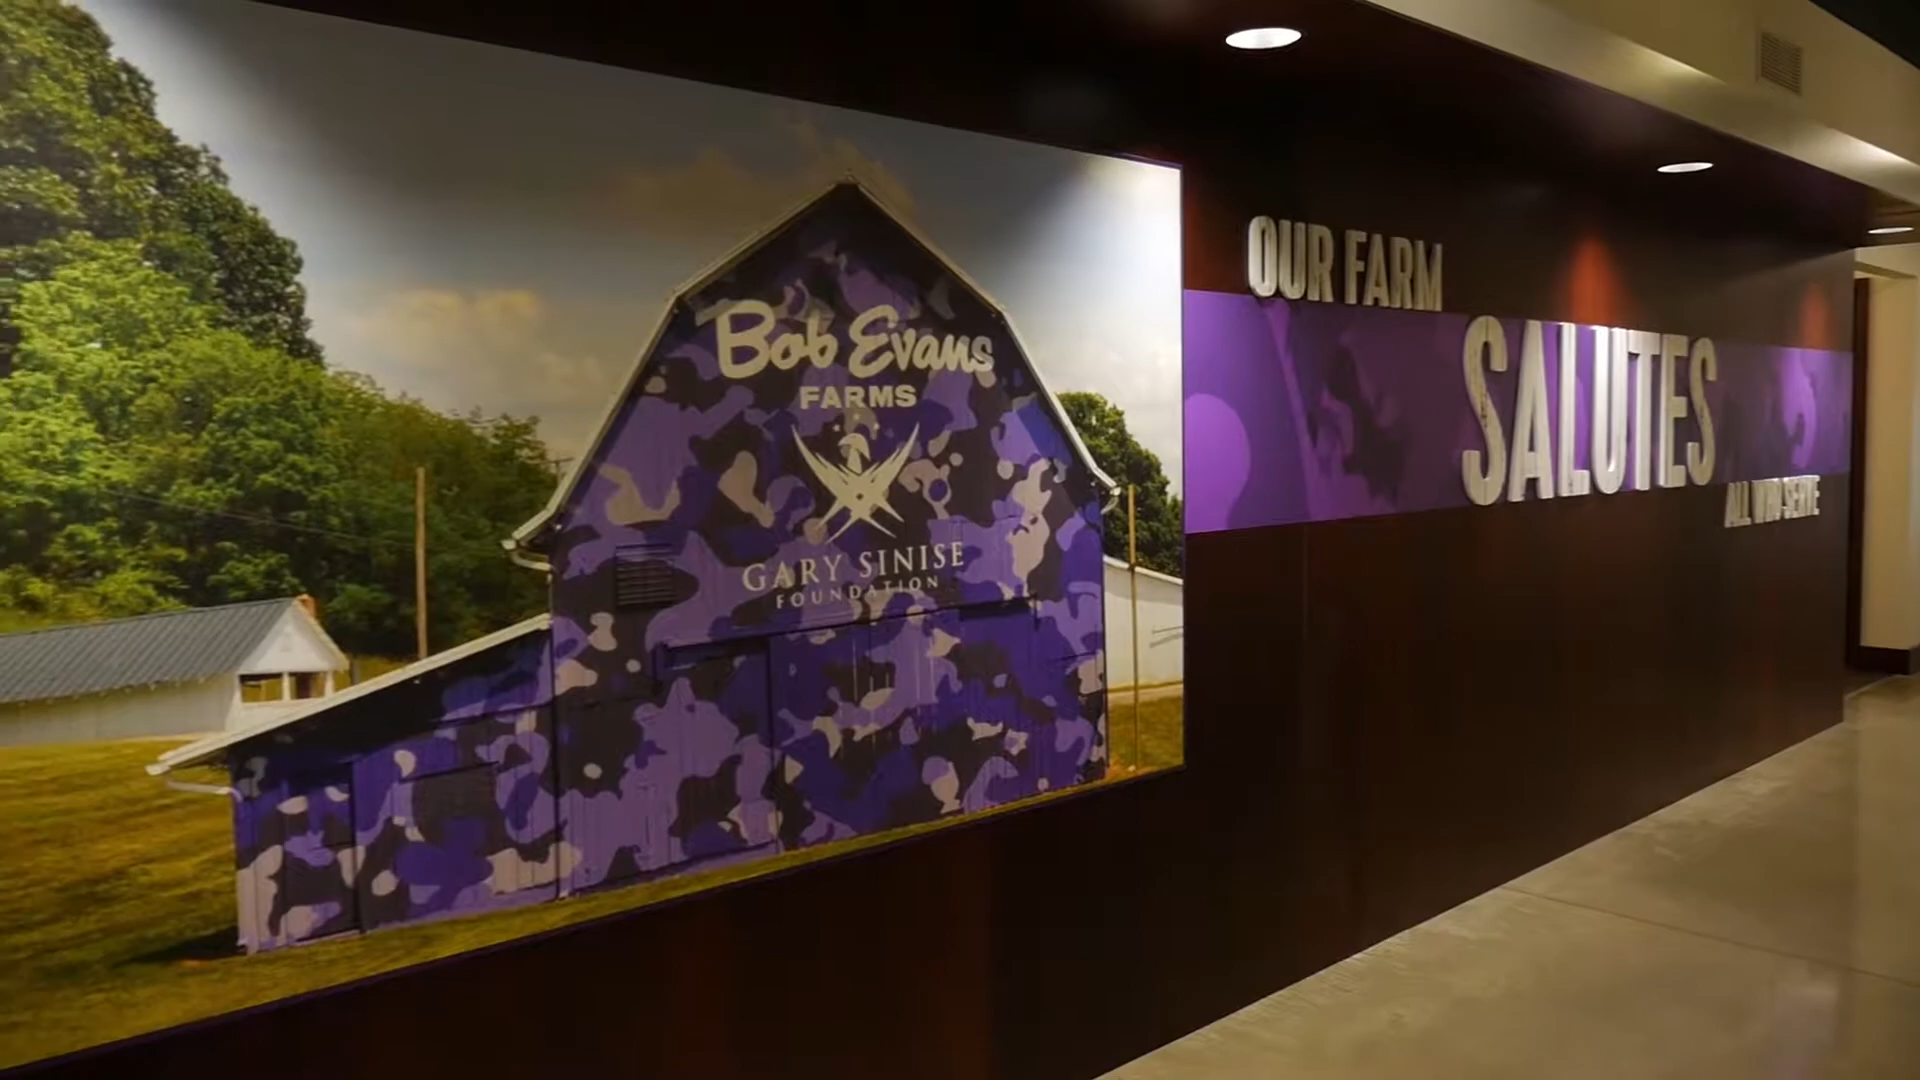 Bob Evans
FARMS
GARY SINISE
FOUNDATION
OUR FARM
SALUTES
ALL WHO SERVE